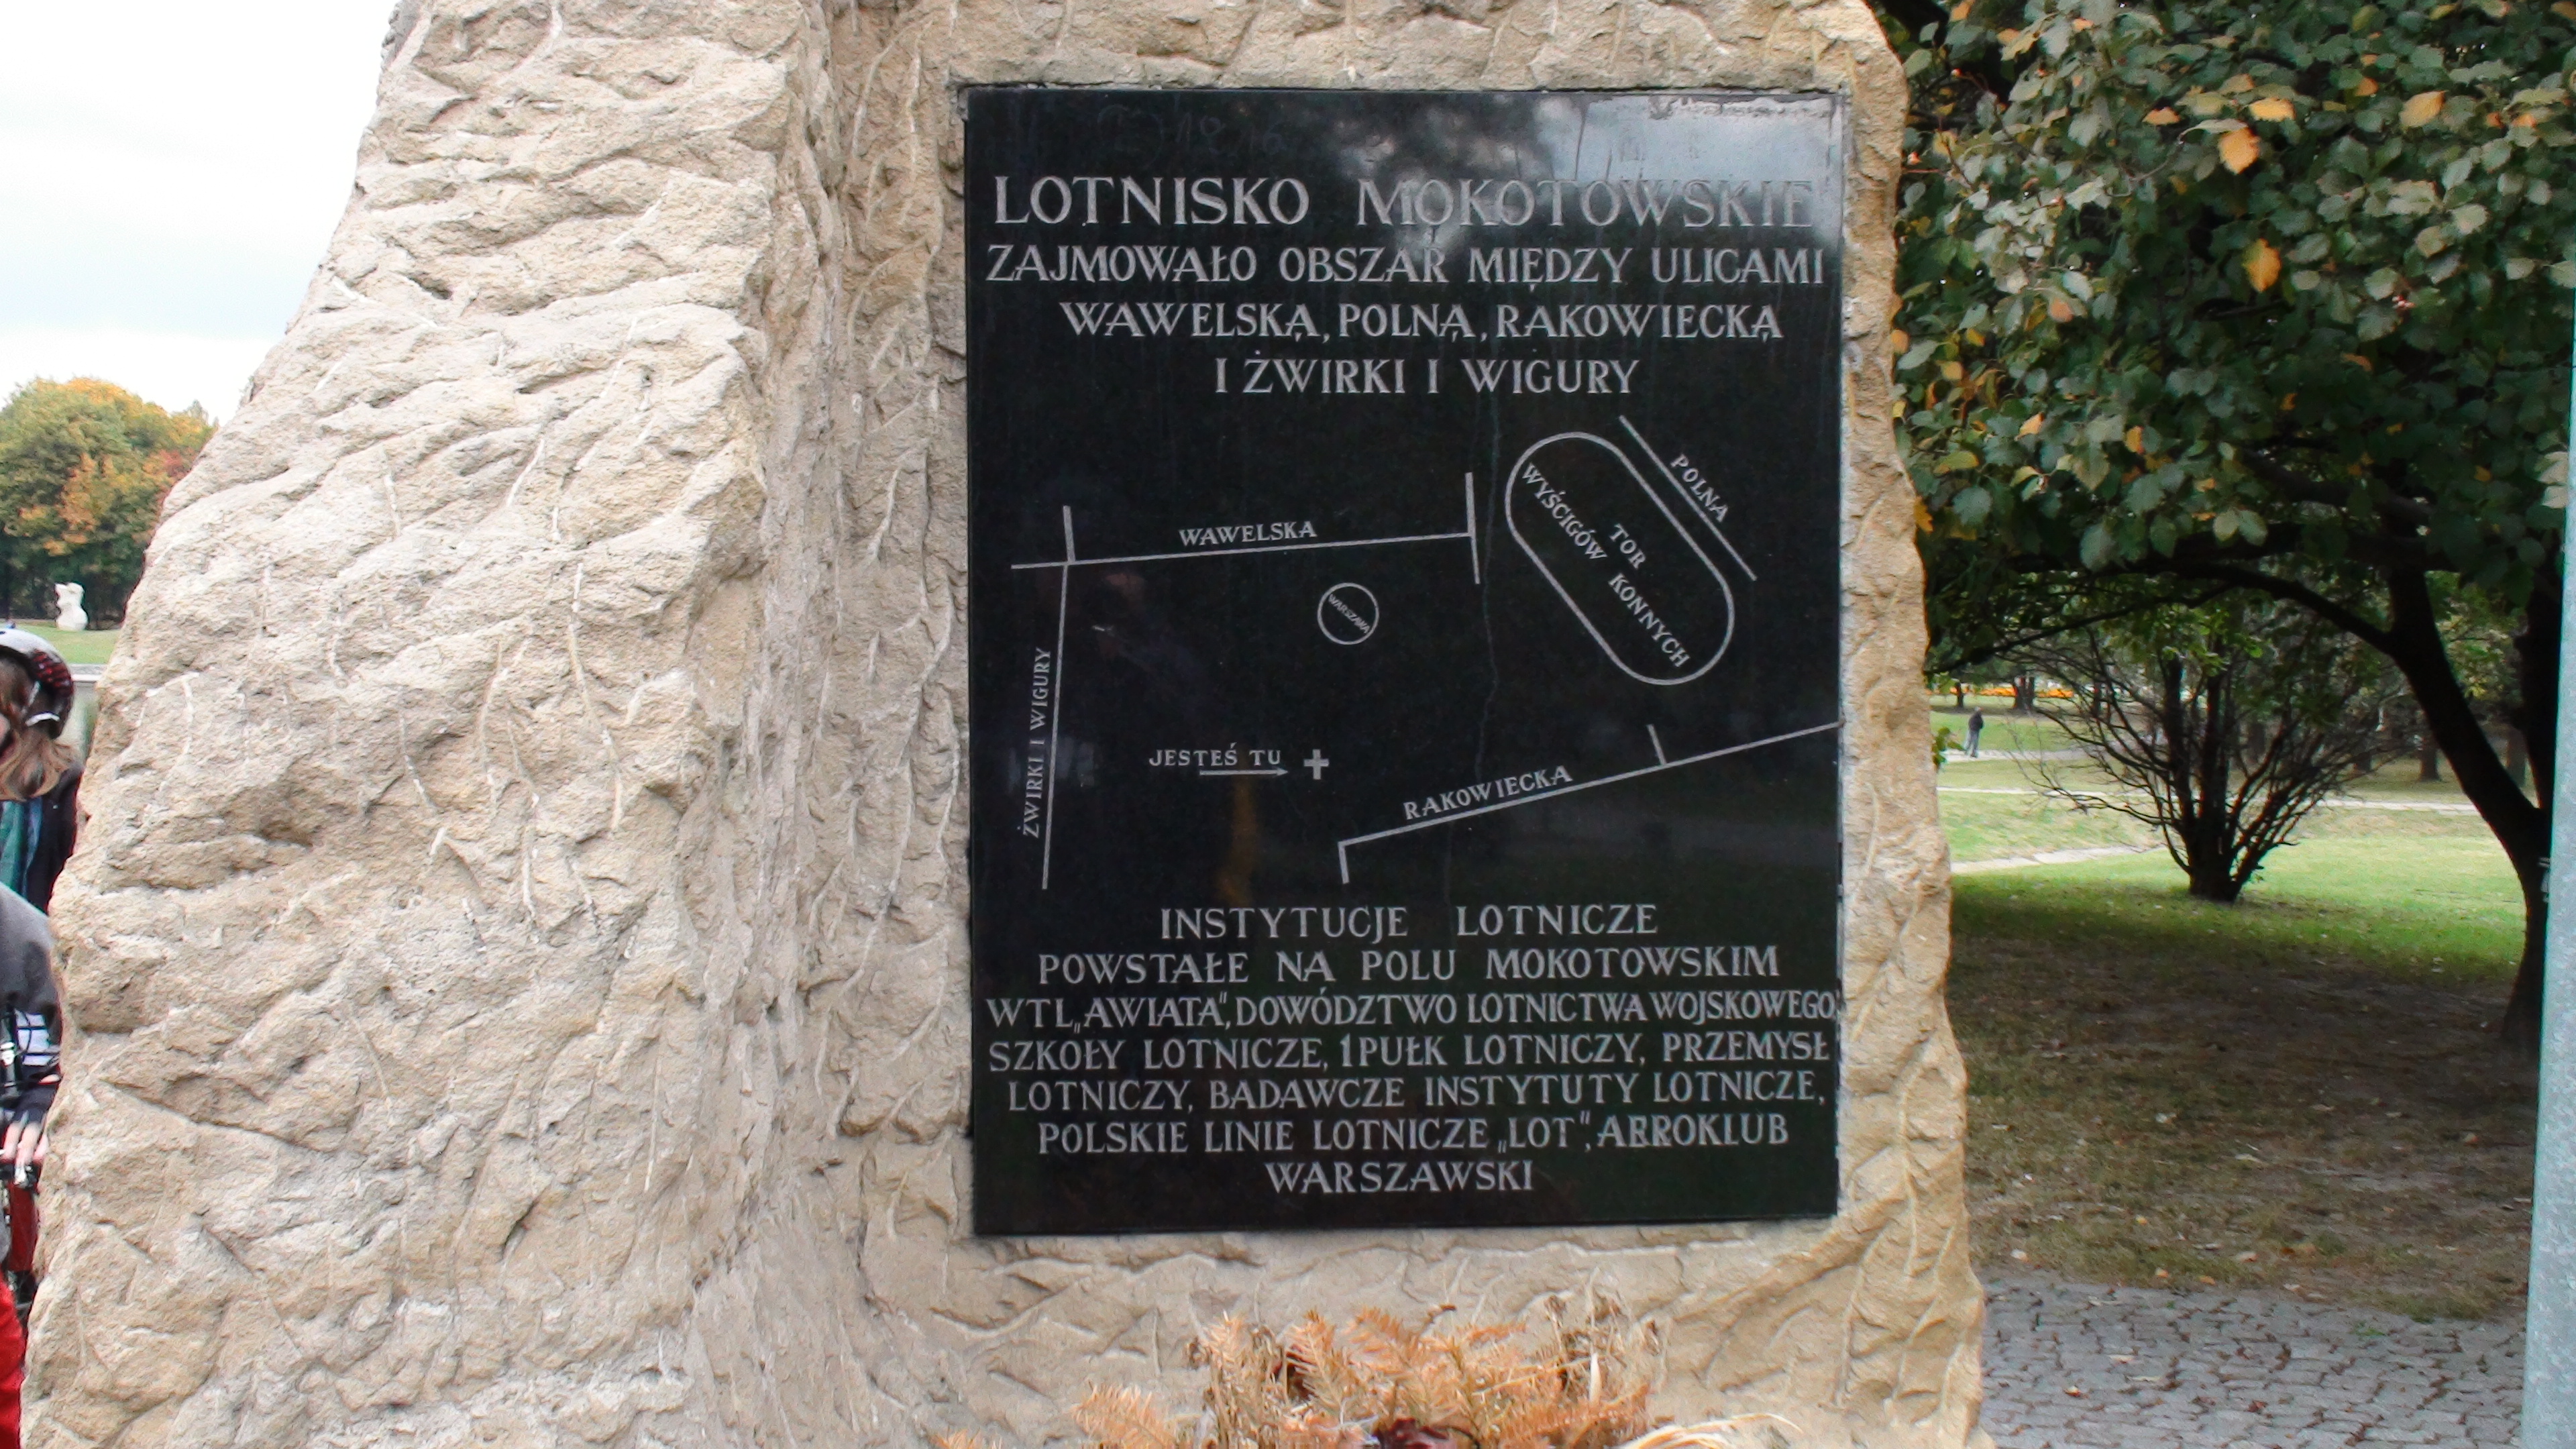 LOTNISKO MOKOTOWSKIE
ZAJMOWAŁO OBSZAR MIĘDZY ULICAMI
WAWELSKĄ, POLNĄ, RAKOWIECKĄ
I ŻWIRKI I WIGURY
POLNA
WYŚCIGÓW KONNYCH
TOR
WAWELSKA
WARSZAWA
ŻWIRKI I WIGURY
JESTEŚ TU
RAKOWIECKA
INSTYTUCJE LOTNICZE
POWSTAŁE NA POLU MOKOTOWSKIM
WTL „AWIATA”, DOWÓDZTWO LOTNICTWA WOJSKOWEGO,
SZKOŁY LOTNICZE, 1 PUŁK LOTNICZY, PRZEMYSŁ
LOTNICZY, BADAWCZE INSTYTUTY LOTNICZE,
POLSKIE LINIE LOTNICZE „LOT”, AEROKLUB
WARSZAWSKI